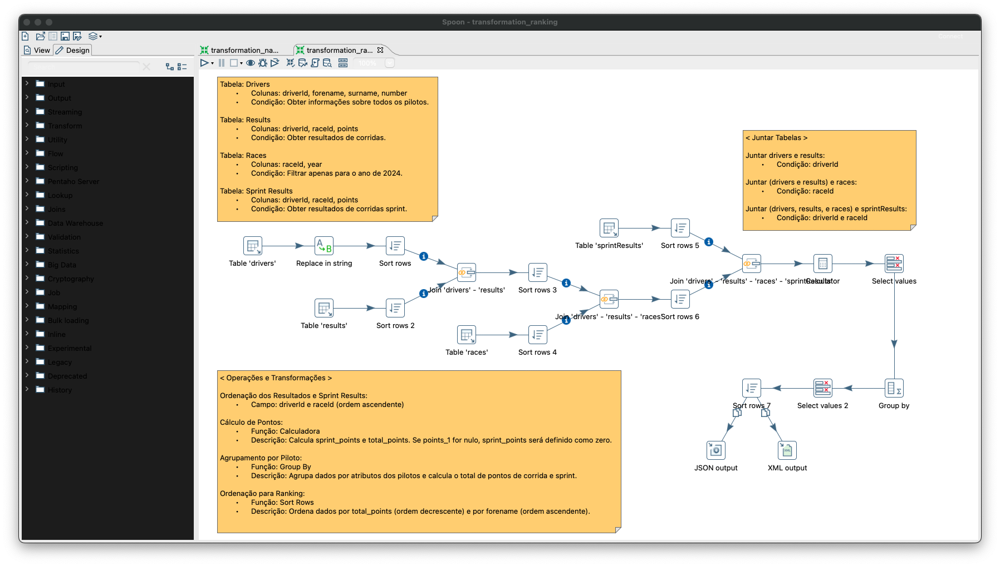 Spoon - transformation_ranking
Connect
View
Design
transformation_na...
transformation_ra...
100%
Input
Output
Streaming
Transform
Utility
Flow
Scripting
Pentaho Server
Lookup
Joins
Data Warehouse
Validation
Statistics
Big Data
Cryptography
Job
Mapping
Bulk loading
Inline
Experimental
Legacy
Deprecated
History
Tabela: Drivers
• Colunas: driverId, forename, surname, number
• Condição: Obter informações sobre todos os pilotos.
Tabela: Results
• Colunas: driverId, raceId, points
• Condição: Obter resultados de corridas.
Tabela: Races
• Colunas: raceId, year
• Condição: Filtrar apenas para o ano de 2024.
Tabela: Sprint Results
• Colunas: driverId, raceId, points
• Condição: Obter resultados de corridas sprint.
< Juntar Tabelas >
Juntar drivers e results:
• Condição: driverId
Juntar (drivers e results) e races:
• Condição: raceId
Juntar (drivers, results, e races) e sprintResults:
• Condição: driverId e raceId
Table 'sprintResults'
Sort rows 5
Table 'drivers'
A
B
Replace in string
Sort rows
Join 'drivers' - 'results'
Sort rows 3
Join 'drivers' - 'results' - 'races' - 'sprintResults'
Calculator
Select values
Table 'results'
Sort rows 2
Join 'drivers' - 'results' - 'races'
Sort rows 6
Table 'races'
Sort rows 4
< Operações e Transformações >
Ordenação dos Resultados e Sprint Results:
• Campo: driverId e raceId (ordem ascendente)
Cálculo de Pontos:
• Função: Calculadora
• Descrição: Calcula sprint_points e total_points. Se points_1 for nulo, sprint_points será definido como zero.
Agrupamento por Piloto:
• Função: Group By
• Descrição: Agrupa dados por atributos dos pilotos e calcula o total de pontos de corrida e sprint.
Ordenação para Ranking:
• Função: Sort Rows
• Descrição: Ordena dados por total_points (ordem decrescente) e por forename (ordem ascendente).
Sort rows 7
Select values 2
Group by
JSON output
XML
XML output